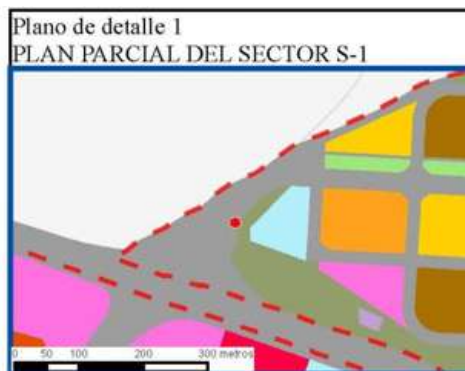 Plano de detalle 1
PLAN PARCIAL DEL SECTOR S-1
0 50 100 200 300 metros